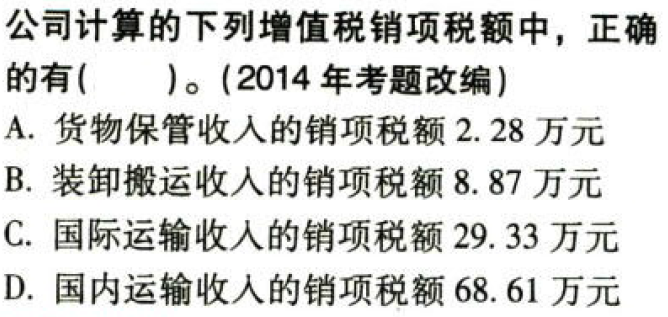 公司计算的下列增值税销项税额中，正确
的有(　　)。(2014 年考题改编)
A. 货物保管收入的销项税额 2. 28 万元
B. 装卸搬运收入的销项税额 8. 87 万元
C. 国际运输收入的销项税额 29. 33 万元
D. 国内运输收入的销项税额 68. 61 万元